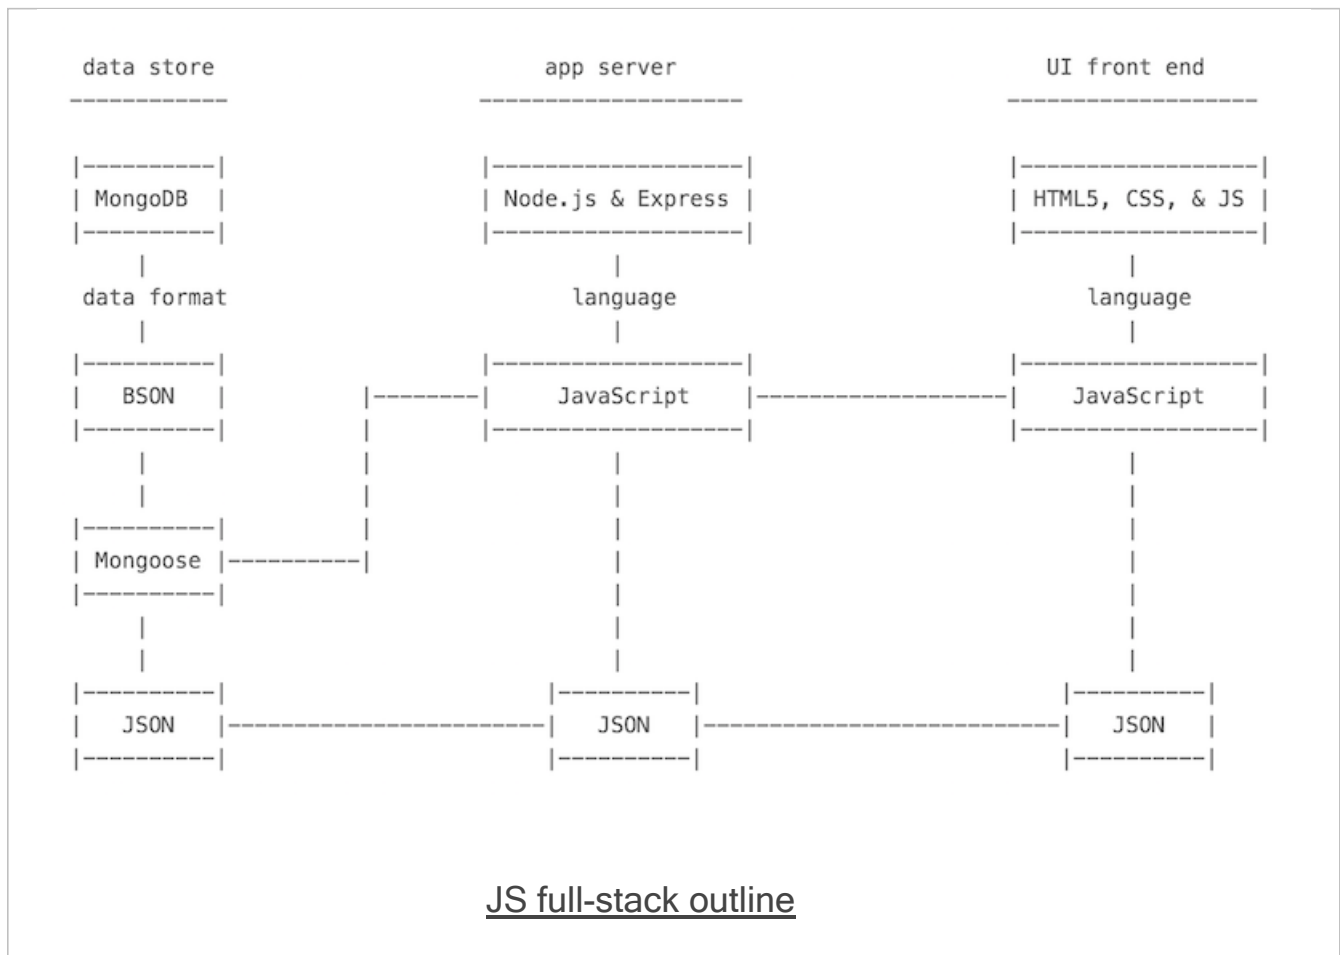 data store app server UI front end
------------ -------------------- -------------------
|----------| |-------------------| |------------------|
| MongoDB | | Node.js & Express | | HTML5, CSS, & JS |
|----------| |-------------------| |------------------|
| | |
data format language language
| | |
|----------| |-------------------| |------------------|
| BSON | |--------| JavaScript |-------------------| JavaScript |
|----------| | |-------------------| |------------------|
| | | |
| | | |
|----------| | | |
| Mongoose |----------| | |
|----------| | |
| | |
| | |
|----------| |----------| |----------|
| JSON |------------------------| JSON |---------------------------| JSON |
|----------| |----------| |----------|
JS full-stack outline